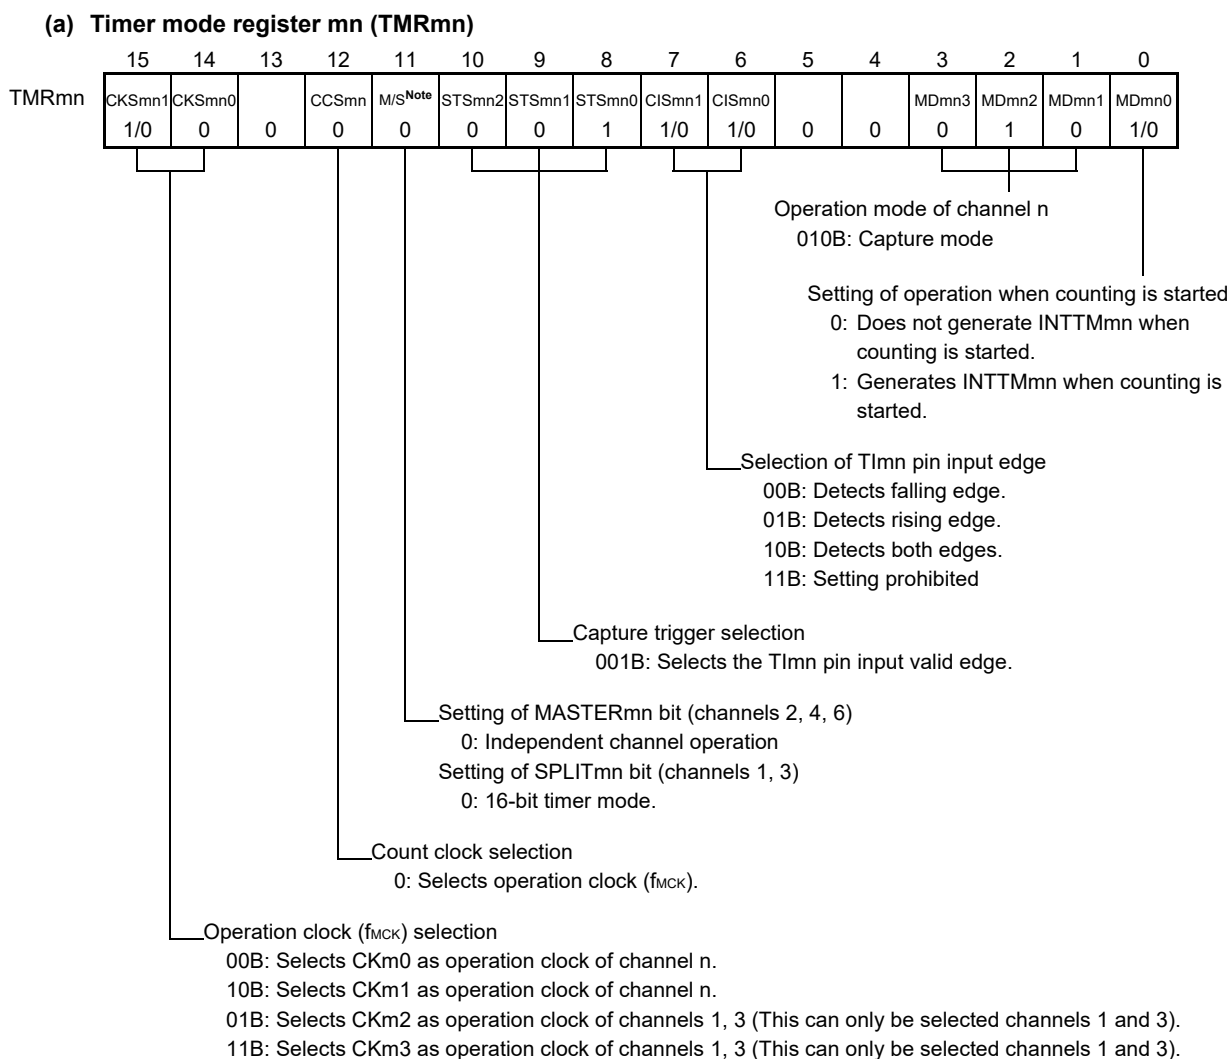 (a) Timer mode register mn (TMRmn)
15 14 13 12 11 10 9 8 7 6 5 4 3 2 1 0
TMRmn CKSmn1 CKSmn0 CCSmn M/SNote STSmn2 STSmn1 STSmn0 CISmn1 CISmn0 MDmn3 MDmn2 MDmn1 MDmn0
1/0 0 0 0 0 0 0 1 1/0 1/0 0 0 0 1 0 1/0
Operation mode of channel n
010B: Capture mode
Setting of operation when counting is started
0: Does not generate INTTMmn when
counting is started.
1: Generates INTTMmn when counting is
started.
Selection of TImn pin input edge
00B: Detects falling edge.
01B: Detects rising edge.
10B: Detects both edges.
11B: Setting prohibited
Capture trigger selection
001B: Selects the TImn pin input valid edge.
Setting of MASTERmn bit (channels 2, 4, 6)
0: Independent channel operation
Setting of SPLITmn bit (channels 1, 3)
0: 16-bit timer mode.
Count clock selection
0: Selects operation clock (fMCK).
Operation clock (fMCK) selection
00B: Selects CKm0 as operation clock of channel n.
10B: Selects CKm1 as operation clock of channel n.
01B: Selects CKm2 as operation clock of channels 1, 3 (This can only be selected channels 1 and 3).
11B: Selects CKm3 as operation clock of channels 1, 3 (This can only be selected channels 1 and 3).